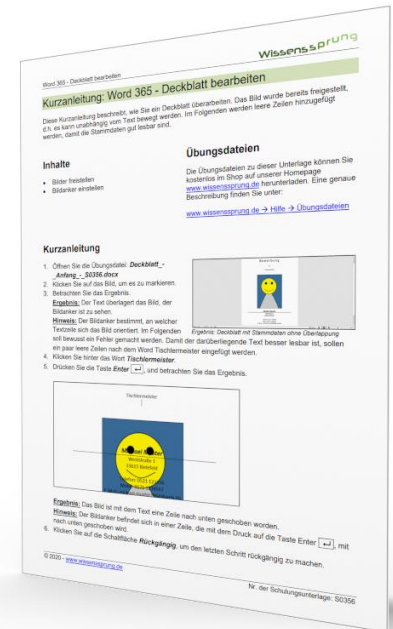 Word 365 - Deckblatt bearbeiten
Wissenssprung
Kurzanleitung: Word 365 - Deckblatt bearbeiten
Diese Kurzanleitung beschreibt, wie Sie ein Deckblatt überarbeiten. Das Bild wurde bereits freigestellt,
d.h. es kann unabhängig vom Text bewegt werden. Im Folgenden werden leere Zeilen hinzugefügt
werden, damit die Stammdaten gut lesbar sind.
Inhalte
• Bilder freistellen
• Bildanker einstellen
Übungsdateien
Die Übungsdateien zu dieser Unterlage können Sie
kostenlos im Shop auf unserer Homepage
www.wissenssprung.de herunterladen. Eine genaue
Beschreibung finden Sie unter:
www.wissenssprung.de → Hilfe → Übungsdateien
Kurzanleitung
1. Öffnen Sie die Übungsdatei: Deckblatt_-
_Anfang_-_S0356.docx
2. Klicken Sie auf das Bild, um es zu markieren.
3. Betrachten Sie das Ergebnis.
Ergebnis: Der Text überlagert das Bild, der
Bildanker ist zu sehen.
Hinweis: Der Bildanker bestimmt, an welcher
Textzeile sich das Bild orientiert. Im Folgenden
soll bewusst ein Fehler gemacht werden. Damit der darüberliegende Text besser lesbar ist, sollen
ein paar leere Zeilen nach dem Word Tischlermeister eingefügt werden.
Bewerbung
Ergebnis: Deckblatt mit Stammdaten ohne Überlappung
4. Klicken Sie hinter das Wort Tischlermeister.
5. Drücken Sie die Taste Enter ↵, und betrachten Sie das Ergebnis.
Tischlermeister
33615 Bielefeld
Ergebnis: Das Bild ist mit dem Text eine Zeile nach unten geschoben worden.
Hinweis: Der Bildanker befindet sich in einer Zeile, die mit dem Druck auf die Taste Enter ↵, mit
nach unten geschoben wird.
6. Klicken Sie auf die Schaltfläche Rückgängig, um den letzten Schritt rückgängig zu machen.
© 2020 - www.wissenssprung.de
Nr. der Schulungsunterlage: S0356